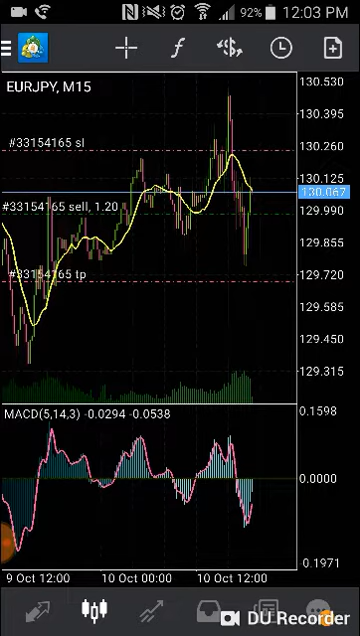 92% 12:03 PM
EURJPY, M15
130.530
130.395
#33154165 sl
130.260
130.125
130.067
#33154165 sell, 1.20
129.990
129.855
#33154165 tp
129.720
129.585
129.450
129.315
MACD(5,14,3) -0.0294 -0.0538
0.1598
0.0000
0.1971
9 Oct 12:00 10 Oct 00:00 10 Oct 12:00
DU Recorder